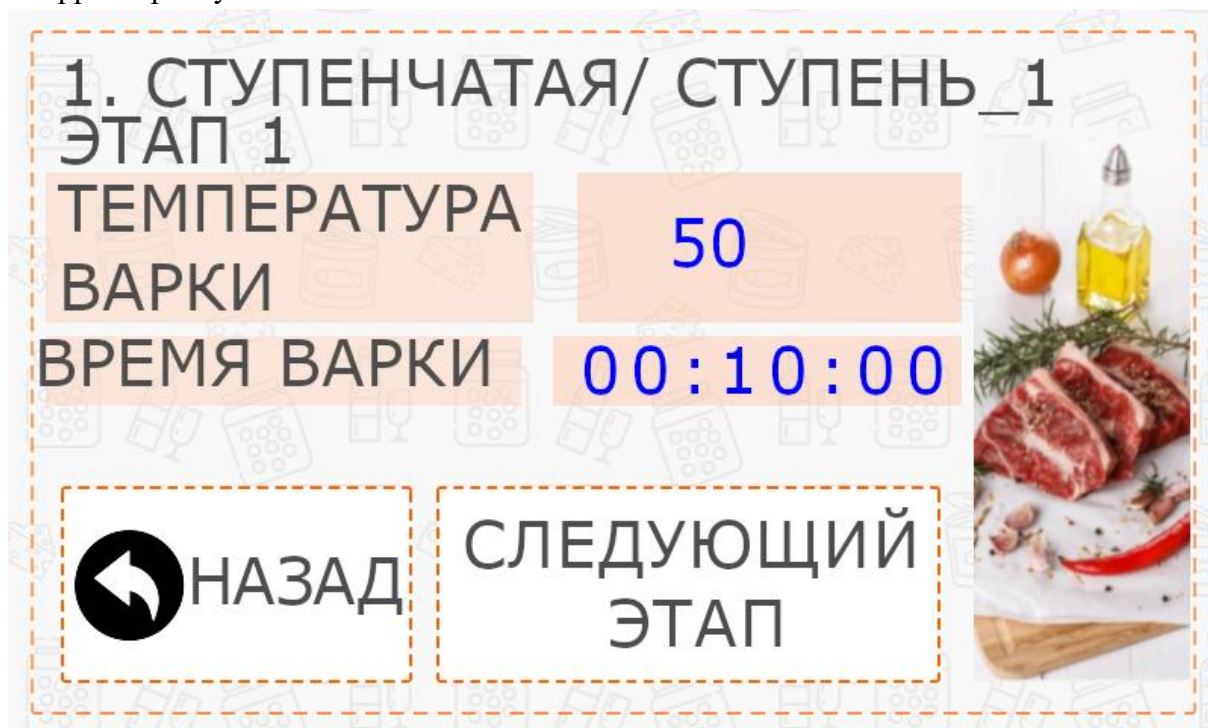 1. СТУПЕНЧАТАЯ/ СТУПЕНЬ_1
ЭТАП 1
ТЕМПЕРАТУРА
ВАРКИ
50
ВРЕМЯ ВАРКИ 00:10:00
НАЗАД
СЛЕДУЮЩИЙ
ЭТАП